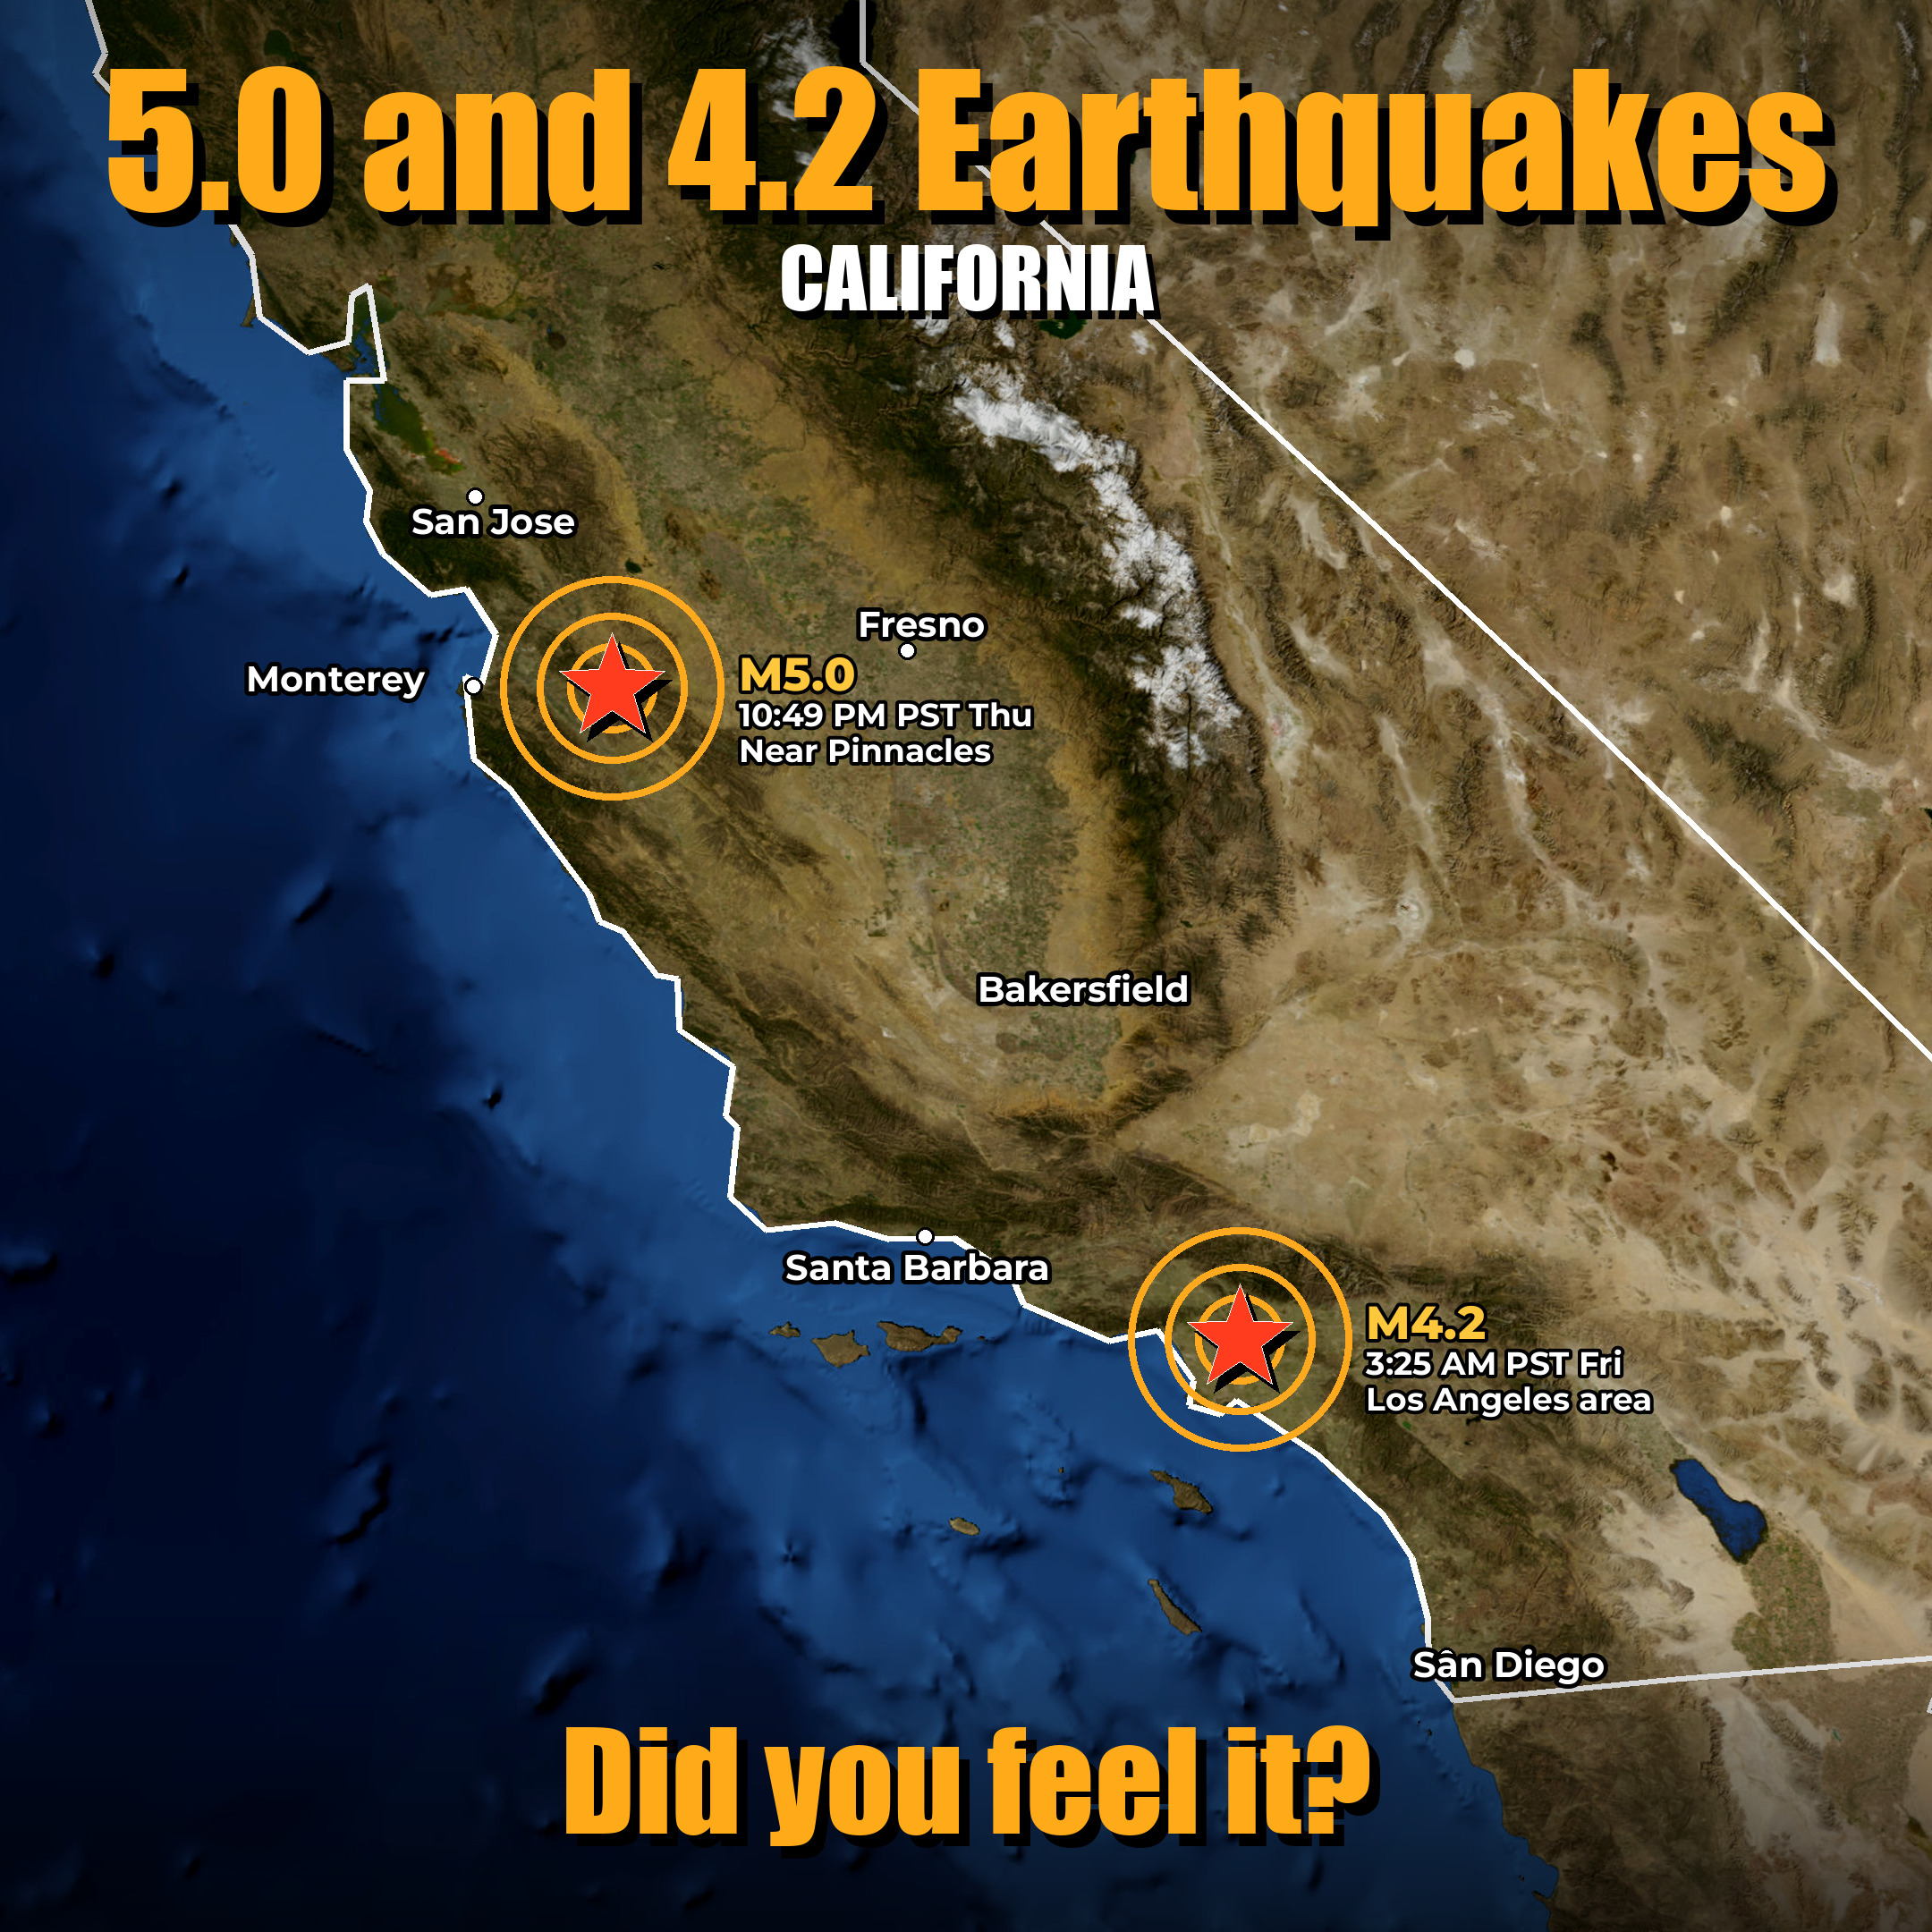 5.0 and 4.2 Earthquakes
CALIFORNIA
San Jose
Fresno
Monterey
M5.0
10:49 PM PST Thu
Near Pinnacles
Bakersfield
Santa Barbara
M4.2
3:25 AM PST Fri
Los Angeles area
San Diego
Did you feel it?